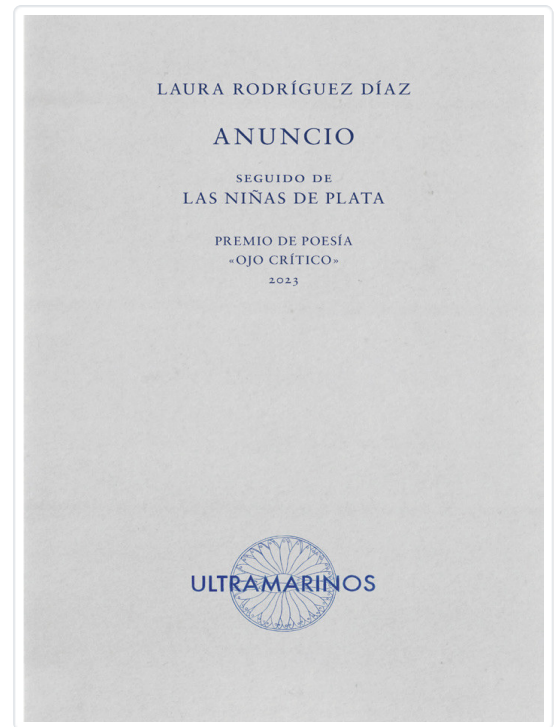 LAURA RODRÍGUEZ DÍAZ
ANUNCIO
SEGUIDO DE
LAS NIÑAS DE PLATA
PREMIO DE POESÍA
«OJO CRÍTICO»
2023
ULTRAMARINOS